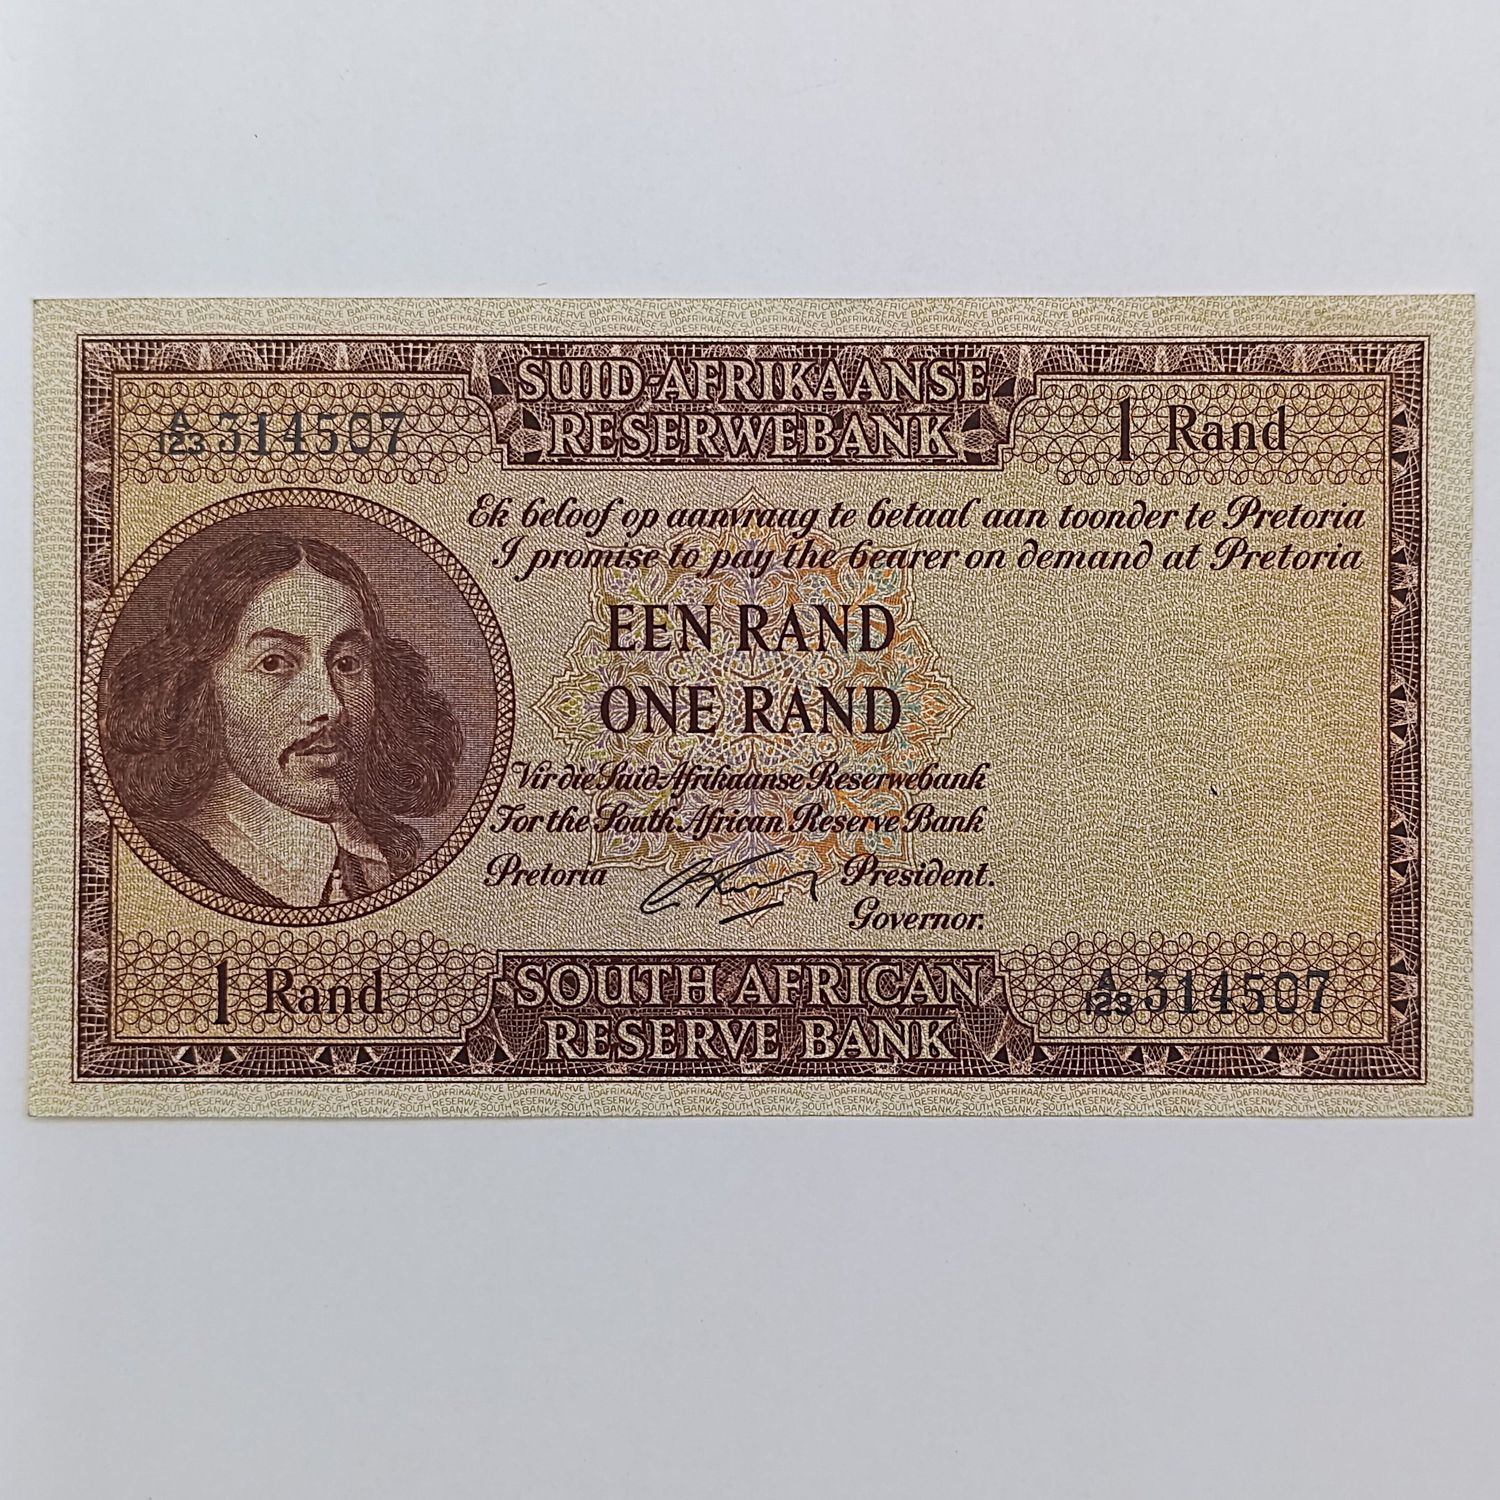 SUID-AFRIKAANSE
RESERWEBANK
A/123 314507
1 Rand
Ek beloof op aanvraag te betaal aan toonder te Pretoria
I promise to pay the bearer on demand at Pretoria
EEN RAND
ONE RAND
Vir die Suid-Afrikaanse Reserwebank
For the South African Reserve Bank
Pretoria
President.
Governor.
1 Rand
SOUTH AFRICAN
RESERVE BANK
A/123 314507